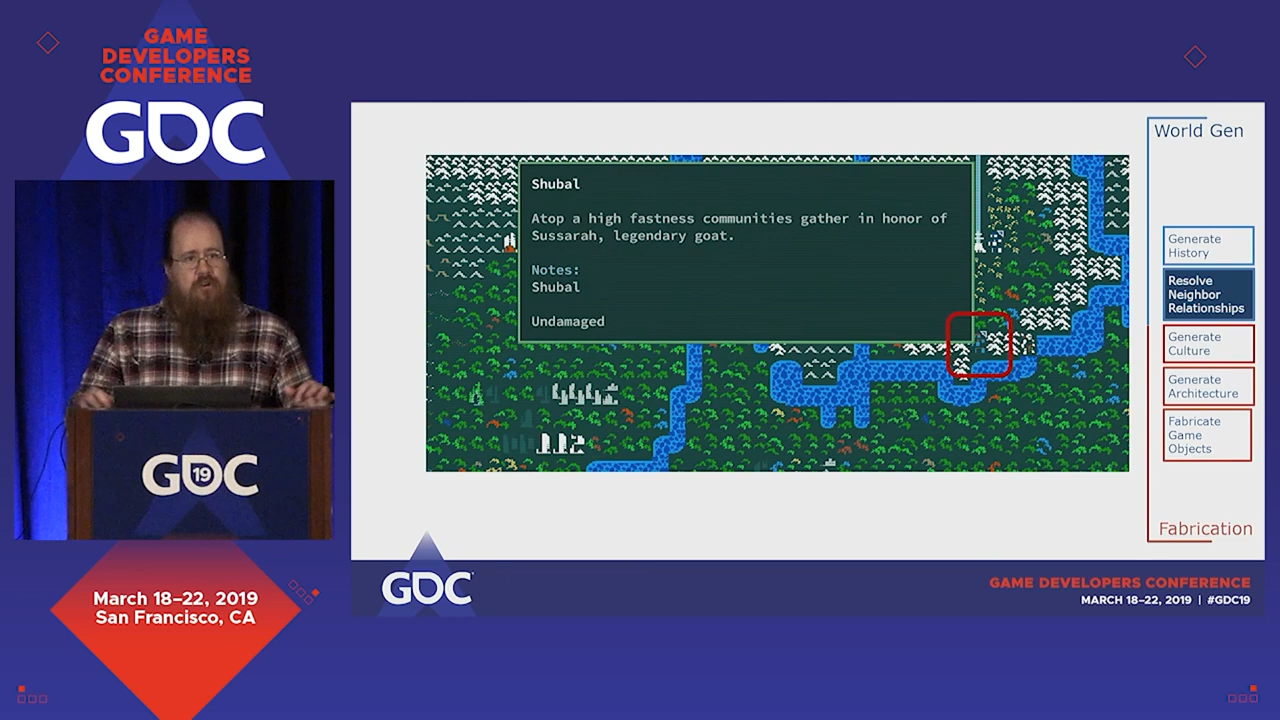 GAME
DEVELOPERS
CONFERENCE
GDC
GDC
19
March 18–22, 2019
San Francisco, CA
Shubal
Atop a high fastness communities gather in honor of
Sussarah, legendary goat.
Notes:
Shubal
Undamaged
World Gen
Generate
History
Resolve
Neighbor
Relationships
Generate
Culture
Generate
Architecture
Fabricate
Game
Objects
Fabrication
GDC
GAME DEVELOPERS CONFERENCE
MARCH 18–22, 2019 | #GDC19